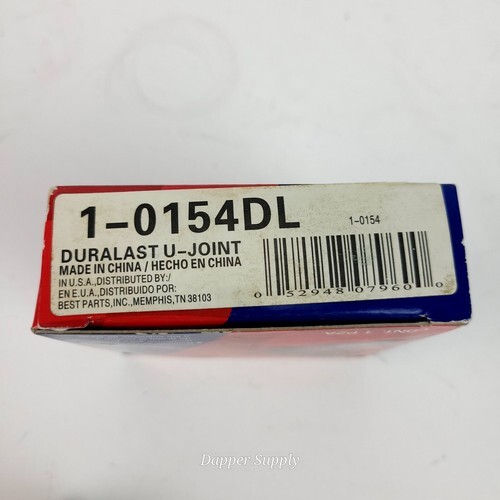 1-0154DL
1-0154
DURALAST U-JOINT
MADE IN CHINA / HECHO EN CHINA
IN U.S.A.,DISTRIBUTED BY:/
EN E.U.A.,DISTRIBUIDO POR:
BEST PARTS,INC.,MEMPHIS,TN 38103
0 52948 07960 0
Dapper Supply